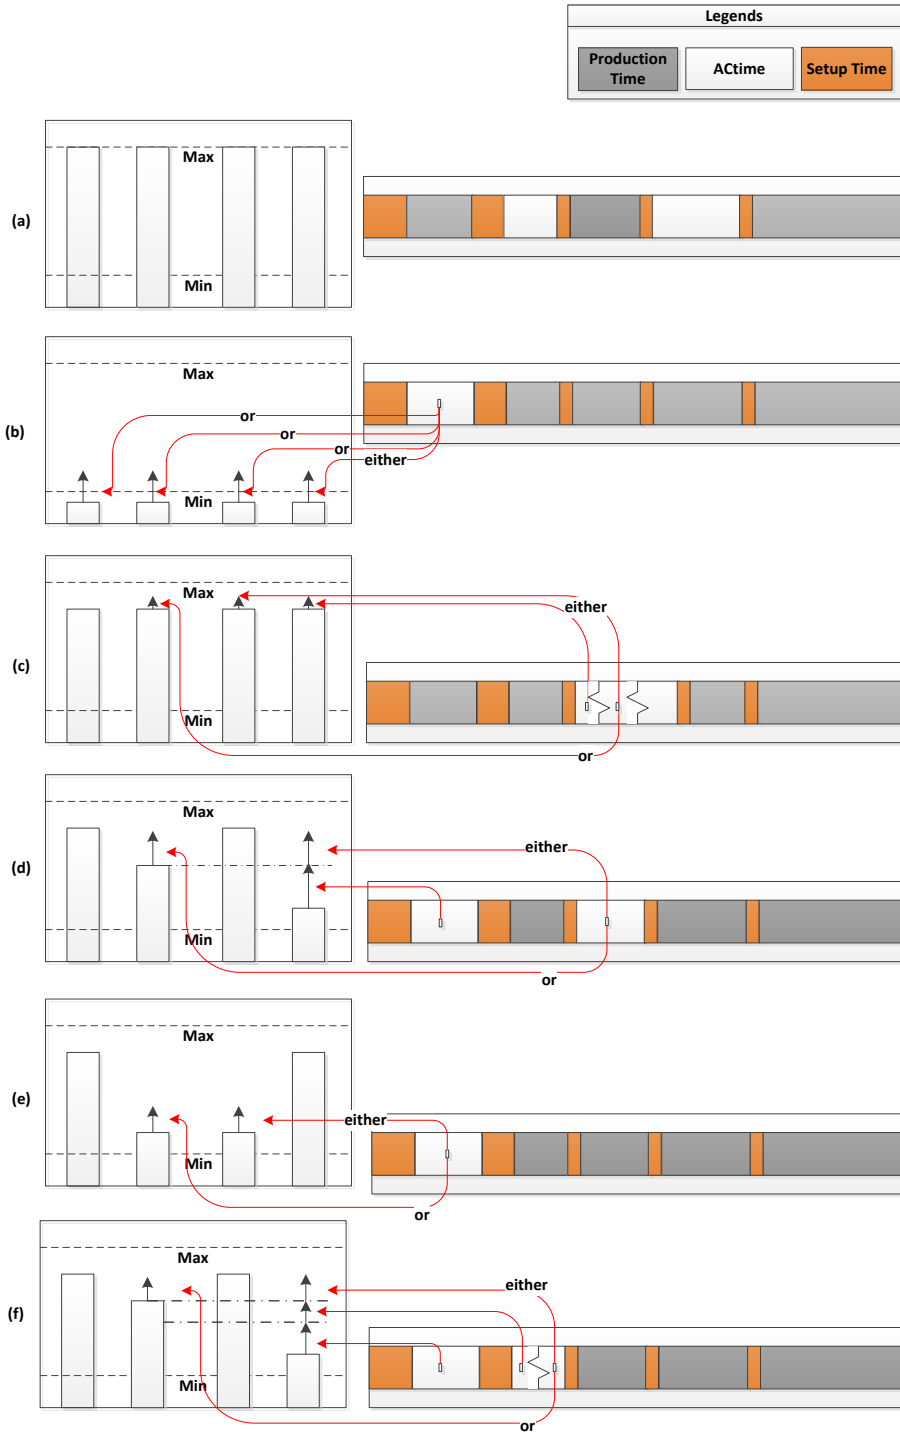 Legends
Production
Time
ACtime
Setup Time
Max
(a)
Min
Max
or
(b)
or
or
either
Min
Max
either
(c)
Min
or
Max
either
(d)
Min
or
Max
(e)
either
Min
or
Max
either
(f)
Min
or